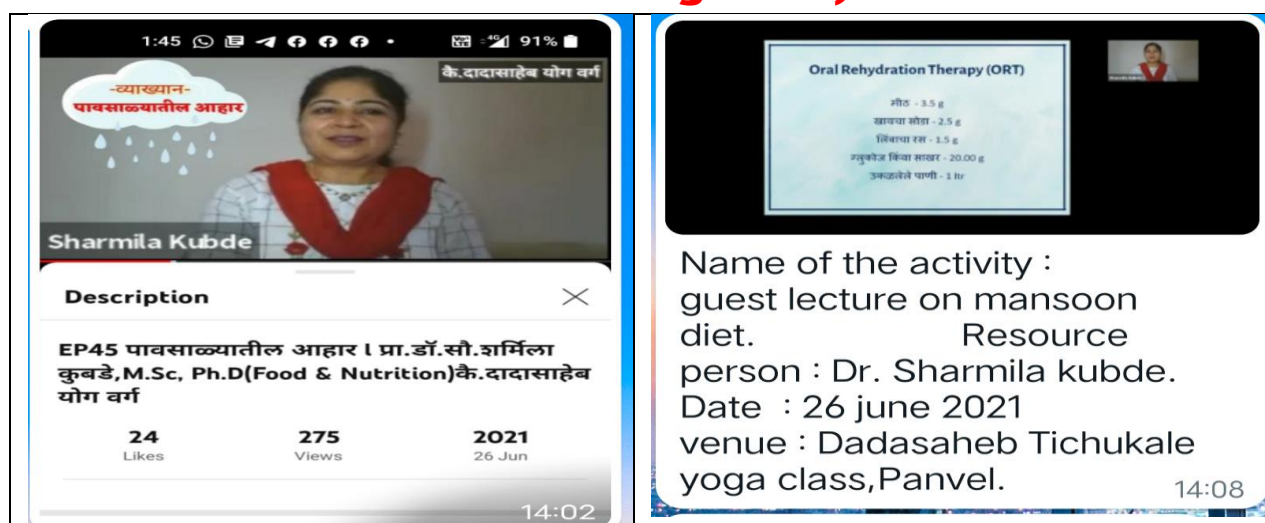 1:45 91%
-व्याख्यान-
पावसाळ्यातील आहार
कै.दादासाहेब योग वर्ग
Sharmila Kubde
Description
EP45 पावसाळ्यातील आहार l प्रा.डॉ.सौ.शर्मिला
कुबडे,M.Sc, Ph.D(Food & Nutrition)कै.दादासाहेब
योग वर्ग
24 275 2021
Likes Views 26 Jun
14:02
Oral Rehydration Therapy (ORT)
मीठ - 3.5 g
खायचा सोडा - 2.5 g
लिंबाचा रस - 1.5 g
ग्लुकोज किंवा साखर - 20.00 g
उकळलेले पाणी - 1 ltr
Name of the activity :
guest lecture on mansoon
diet. Resource
person : Dr. Sharmila kubde.
Date : 26 june 2021
venue : Dadasaheb Tichukale
yoga class,Panvel.
14:08